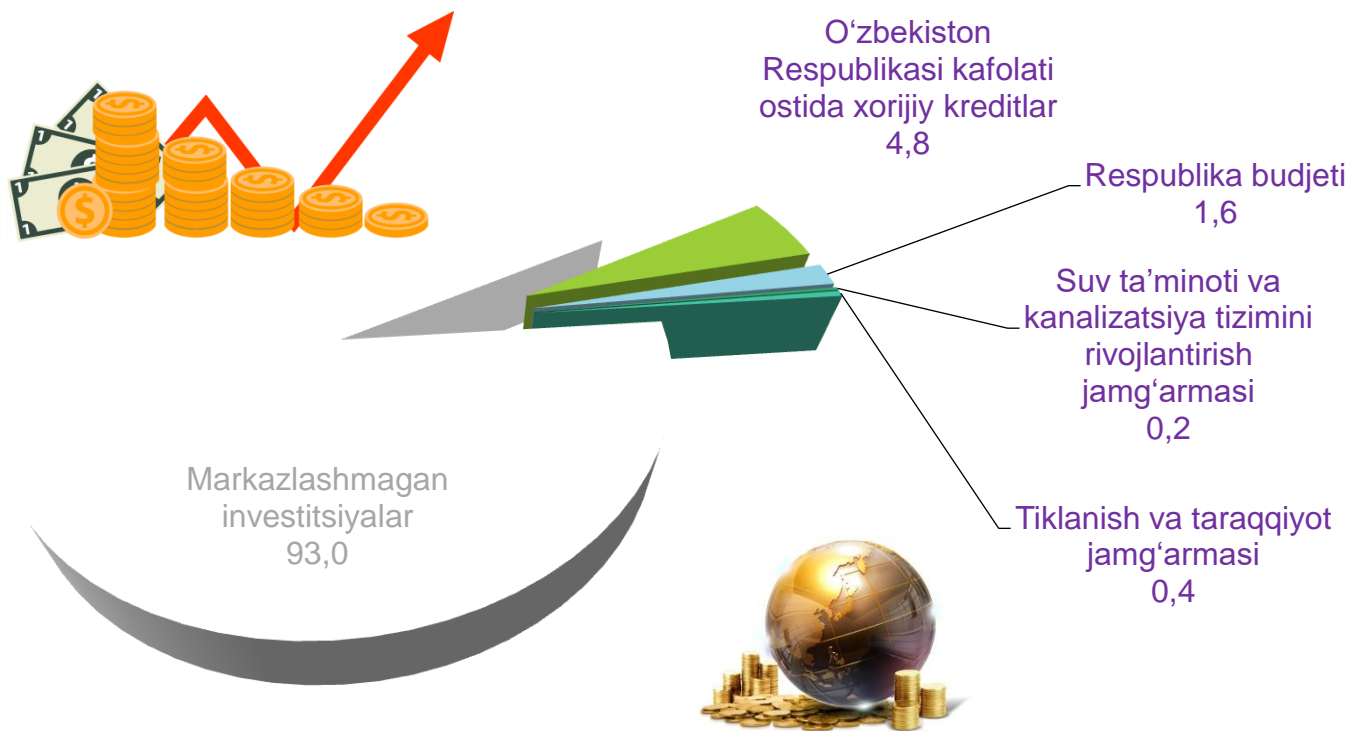 O‘zbekiston
Respublikasi kafolati
ostida xorijiy kreditlar
4,8
Respublika budjeti
1,6
Suv ta’minoti va
kanalizatsiya tizimini
rivojlantirish
jamg‘armasi
0,2
Tiklanish va taraqqiyot
jamg‘armasi
0,4
Markazlashmagan
investitsiyalar
93,0